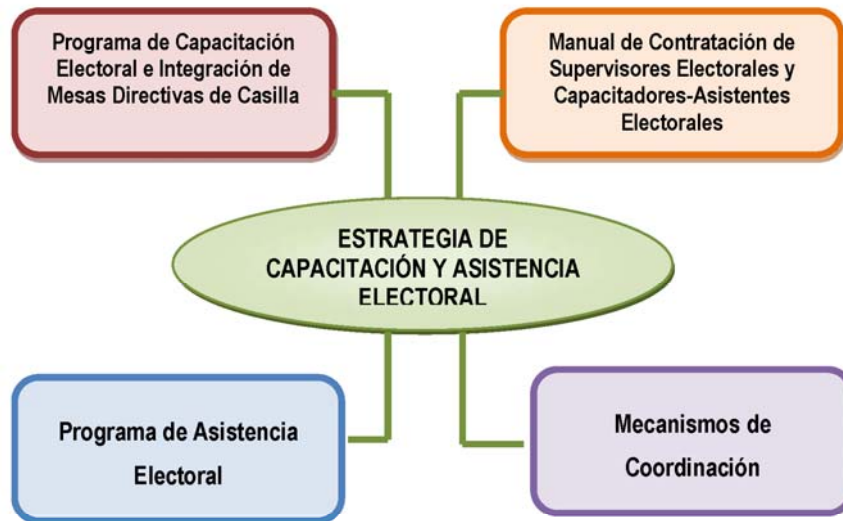 Programa de Capacitación
Electoral e Integración de
Mesas Directivas de Casilla
Manual de Contratación de
Supervisores Electorales y
Capacitadores-Asistentes
Electorales
ESTRATEGIA DE
CAPACITACIÓN Y ASISTENCIA
ELECTORAL
Programa de Asistencia
Electoral
Mecanismos de
Coordinación